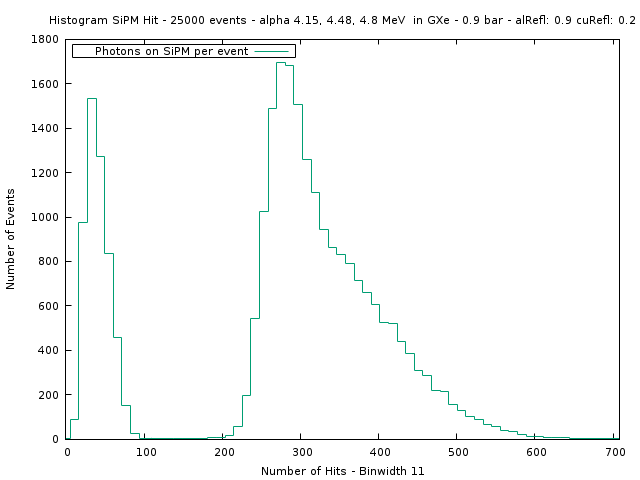 Histogram SiPM Hit - 25000 events - alpha 4.15, 4.48, 4.8 MeV  in GXe - 0.9 bar - alRefl: 0.9 cuRefl: 0.2
Photons on SiPM per event
1800
1600
1400
1200
1000
800
600
400
200
0
Number of Events
0 100 200 300 400 500 600 700
Number of Hits - Binwidth 11